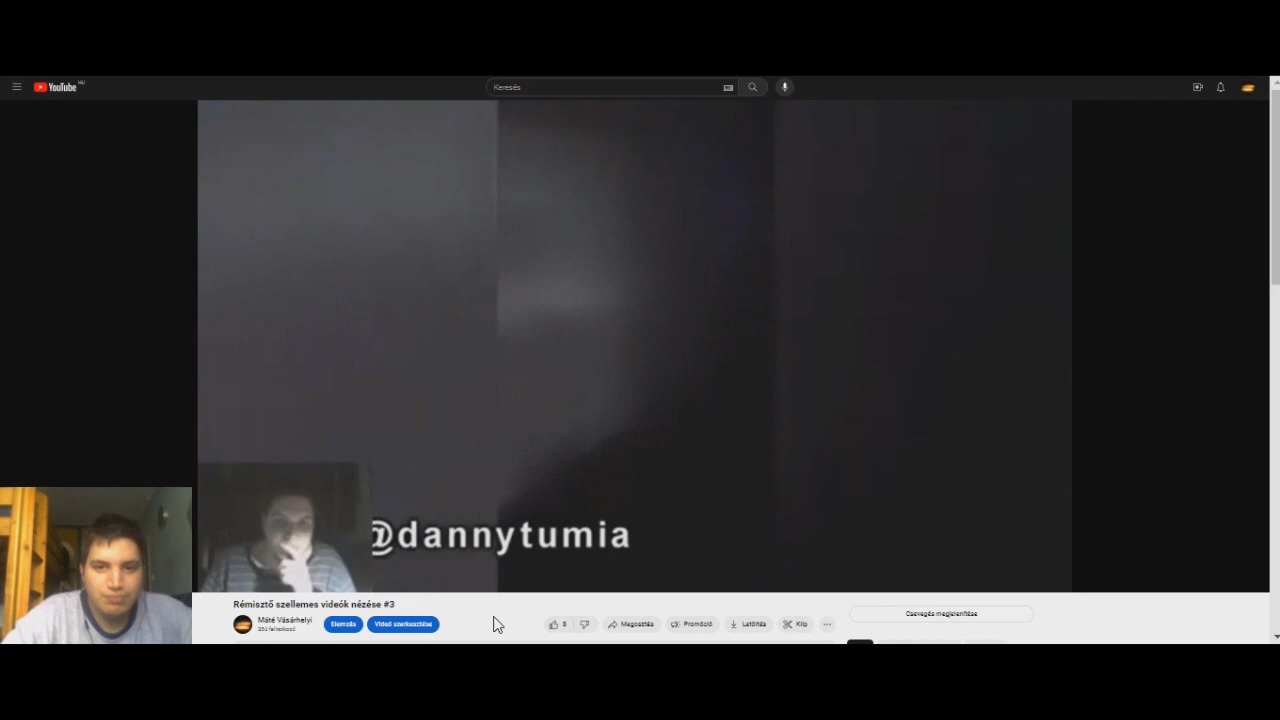 YouTube HU
Keresés
@dannytumia
Rémisztő szellemes videók nézése #3
Máté Vásárhelyi
Elemzés
Videó szerkesztése
8
Megosztás
Promóció
Letöltés
Klip
Csevegés megjelenítése